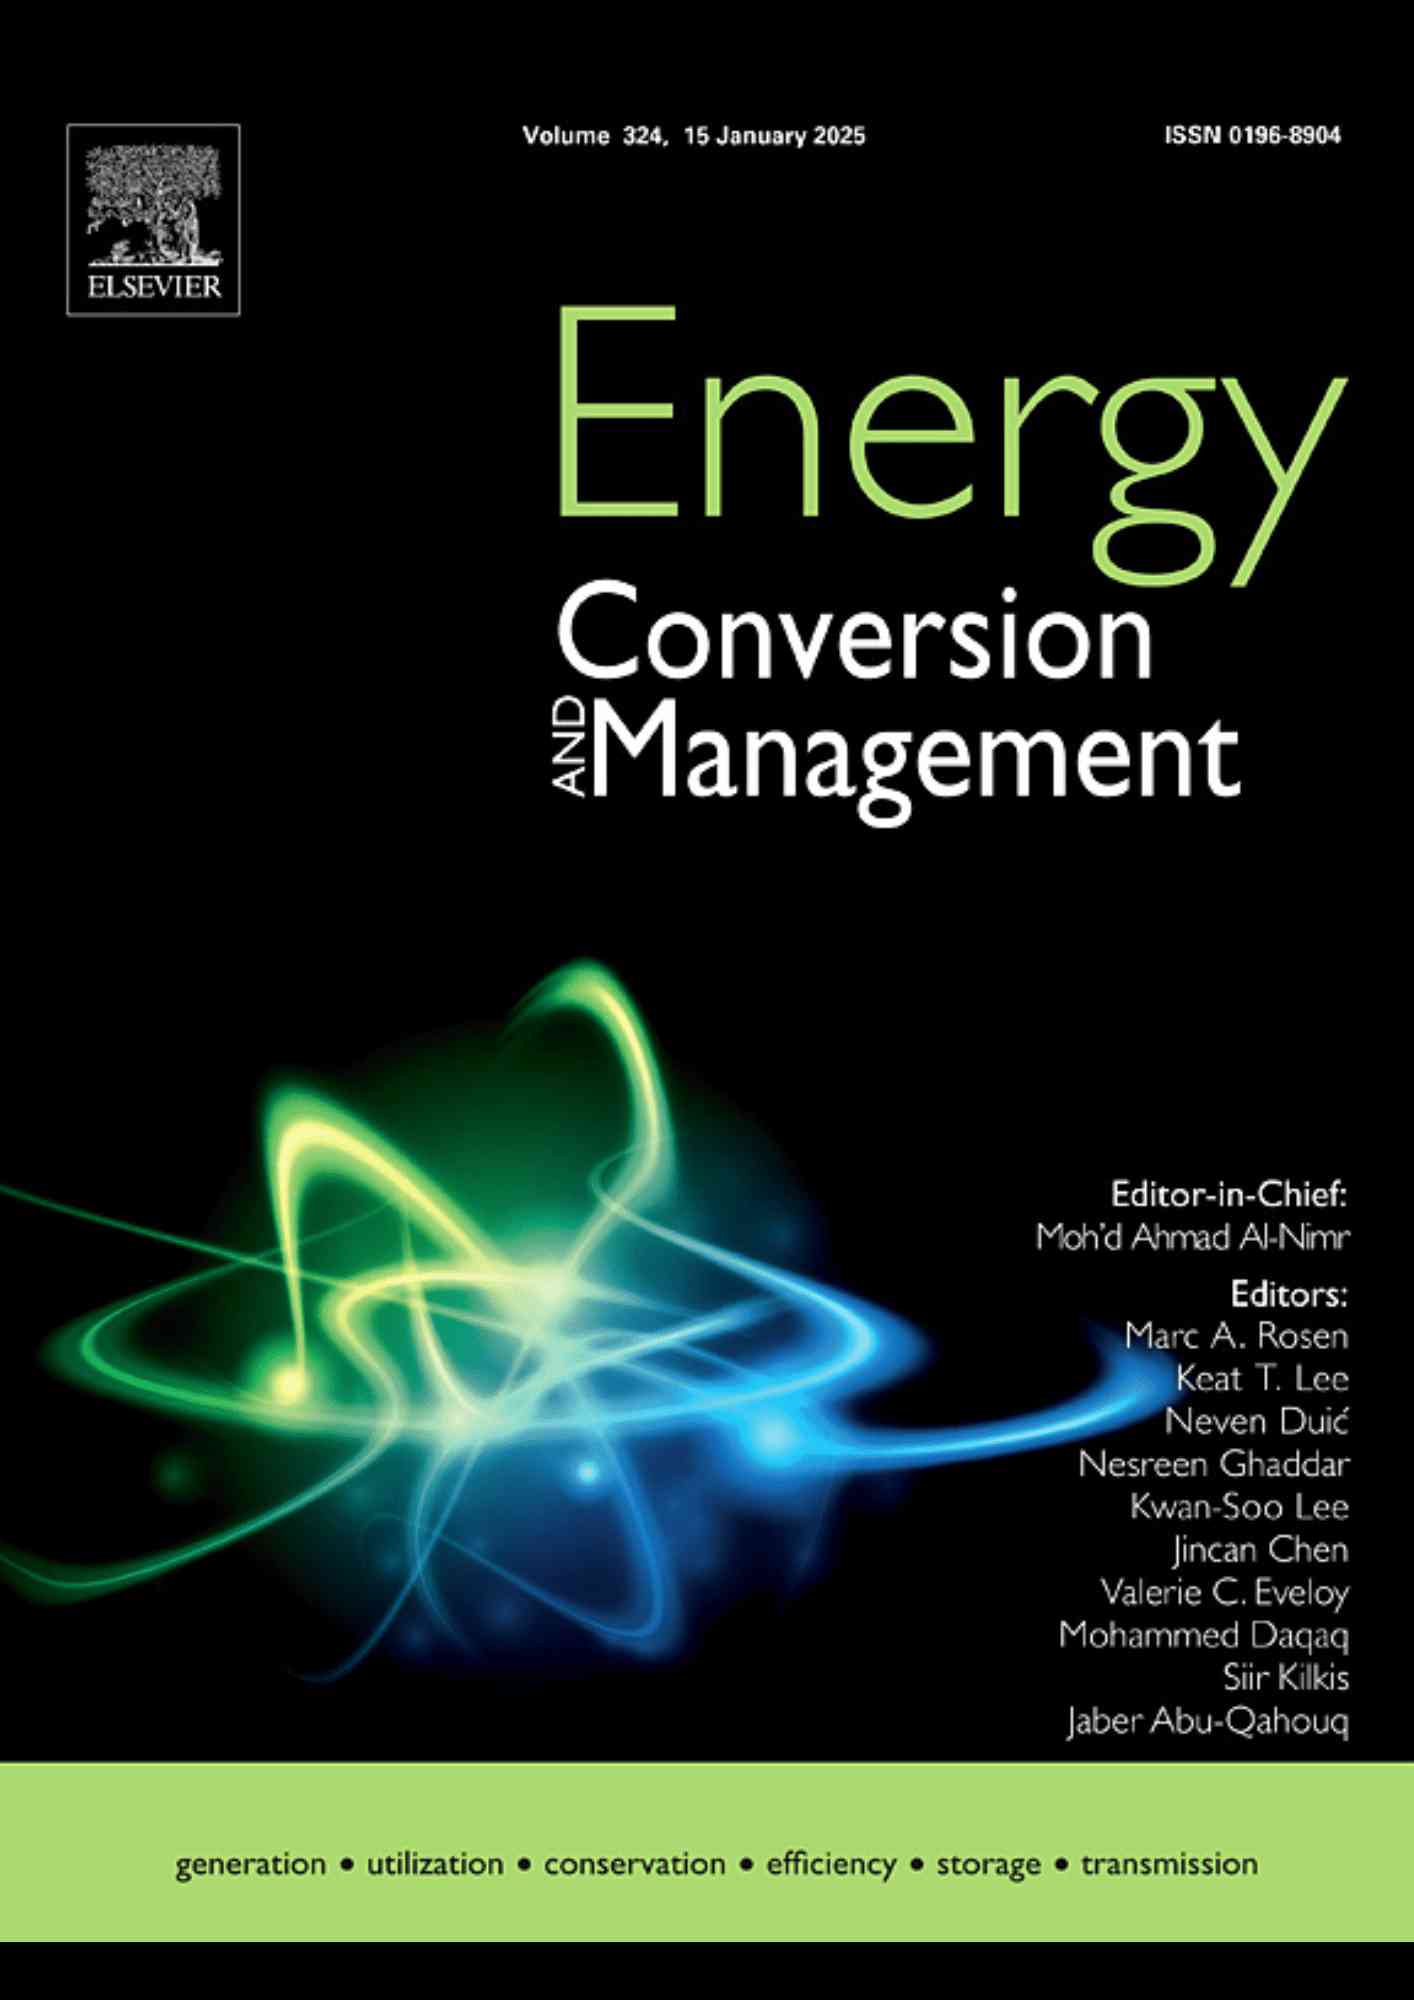 Volume 324, 15 January 2025
ISSN 0196-8904
ELSEVIER
Energy
Conversion
AND Management
Editor-in-Chief:
Moh'd Ahmad Al-Nimr
Editors:
Marc A. Rosen
Keat T. Lee
Neven Duić
Nesreen Ghaddar
Kwan-Soo Lee
Jincan Chen
Valerie C. Eveloy
Mohammed Daqaq
Siir Kilkis
Jaber Abu-Qahouq
generation • utilization • conservation • efficiency • storage • transmission